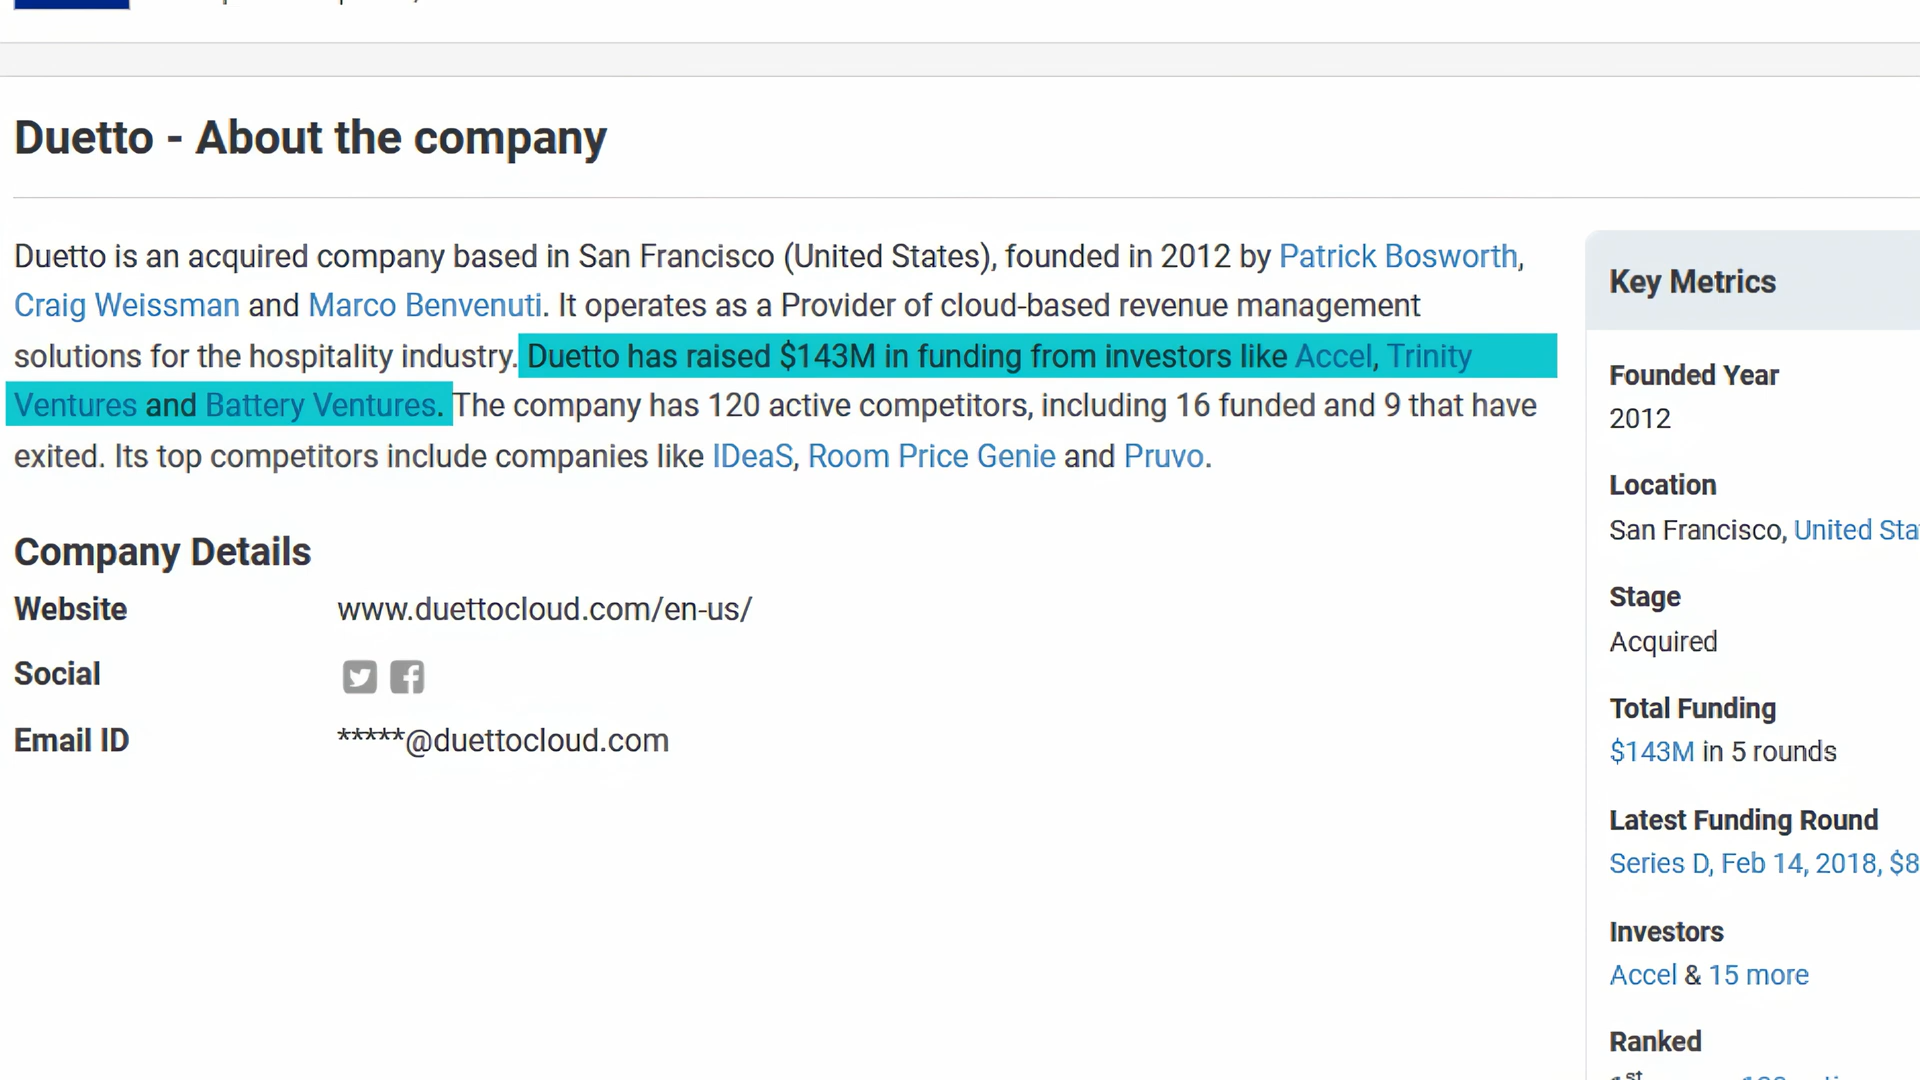 Duetto - About the company
Duetto is an acquired company based in San Francisco (United States), founded in 2012 by Patrick Bosworth,
Craig Weissman and Marco Benvenuti. It operates as a Provider of cloud-based revenue management
solutions for the hospitality industry. Duetto has raised $143M in funding from investors like Accel, Trinity
Ventures and Battery Ventures. The company has 120 active competitors, including 16 funded and 9 that have
exited. Its top competitors include companies like IDeaS, Room Price Genie and Pruvo.
Company Details
Website www.duettocloud.com/en-us/
Social
Email ID *****@duettocloud.com
Key Metrics
Founded Year
2012
Location
San Francisco, United Sta
Stage
Acquired
Total Funding
$143M in 5 rounds
Latest Funding Round
Series D, Feb 14, 2018, $8
Investors
Accel & 15 more
Ranked